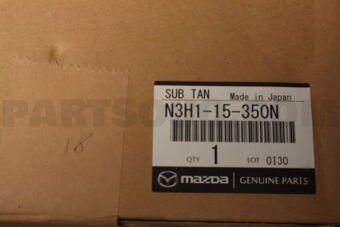 SUB TAN Made in Japan
N3H1-15-350N
QTY 1 LOT 0130
mazda GENUINE PARTS
18